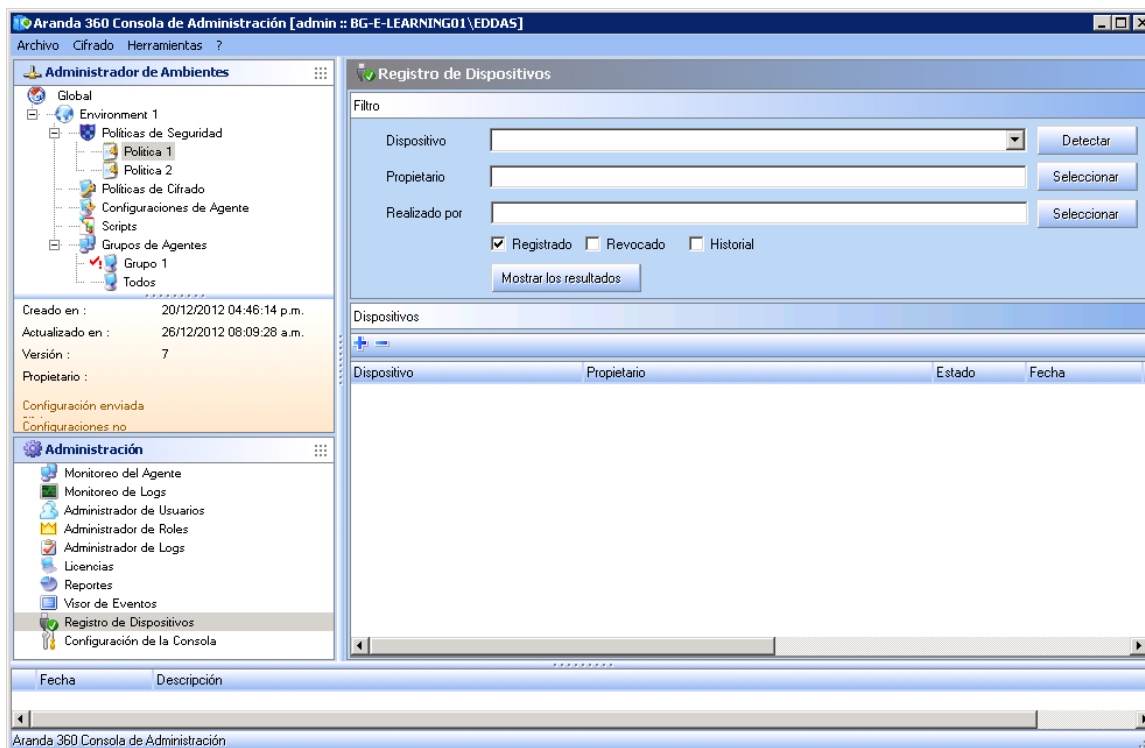 Aranda 360 Consola de Administración [admin :: BG-E-LEARNING01\EDDAS]
Archivo Cifrado Herramientas ?
Administrador de Ambientes
Global
Environment 1
Políticas de Seguridad
Politica 1
Politica 2
Políticas de Cifrado
Configuraciones de Agente
Scripts
Grupos de Agentes
Grupo 1
Todos
Creado en : 20/12/2012 04:46:14 p.m.
Actualizado en : 26/12/2012 08:09:28 a.m.
Versión : 7
Propietario :
Configuración enviada
Configuraciones no
Administración
Monitoreo del Agente
Monitoreo de Logs
Administrador de Usuarios
Administrador de Roles
Administrador de Logs
Licencias
Reportes
Visor de Eventos
Registro de Dispositivos
Configuración de la Consola
Registro de Dispositivos
Filtro
Dispositivo Detectar
Propietario Seleccionar
Realizado por Seleccionar
Registrado Revocado Historial
Mostrar los resultados
Dispositivos
Dispositivo Propietario Estado Fecha
Fecha Descripción
Aranda 360 Consola de Administración